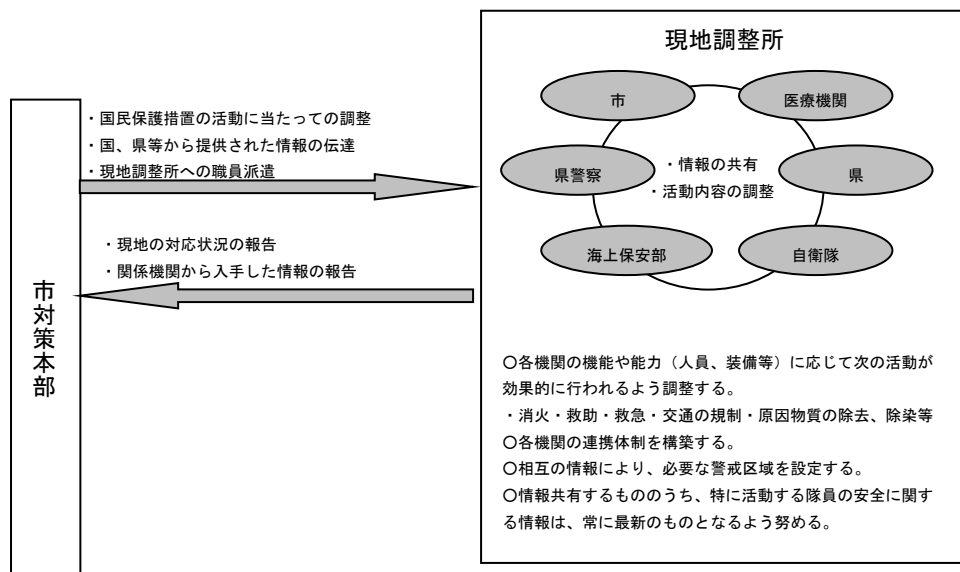 現地調整所
市
医療機関
県警察
・情報の共有
・活動内容の調整
県
海上保安部
自衛隊
・国民保護措置の活動に当たっての調整
・国、県等から提供された情報の伝達
・現地調整所への職員派遣
・現地の対応状況の報告
・関係機関から入手した情報の報告
市対策本部
〇各機関の機能や能力（人員、装備等）に応じて次の活動が
効果的に行われるよう調整する。
・消火・救助・救急・交通の規制・原因物質の除去、除染等
〇各機関の連携体制を構築する。
〇相互の情報により、必要な警戒区域を設定する。
〇情報共有するもののうち、特に活動する隊員の安全に関す
る情報は、常に最新のものとなるよう努める。